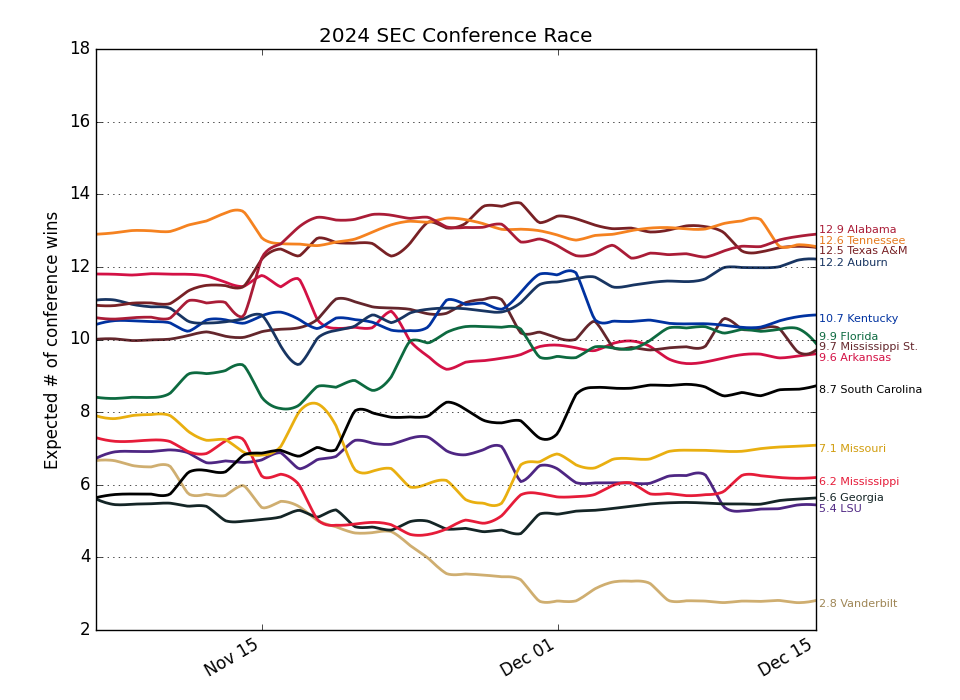 2024 SEC Conference Race
Expected # of conference wins
18
16
14
12
10
8
6
4
2
12.9 Alabama
12.6 Tennessee
12.5 Texas A&M
12.2 Auburn
10.7 Kentucky
9.9 Florida
9.7 Mississippi St.
9.6 Arkansas
8.7 South Carolina
7.1 Missouri
6.2 Mississippi
5.6 Georgia
5.4 LSU
2.8 Vanderbilt
Nov 15
Dec 01
Dec 15